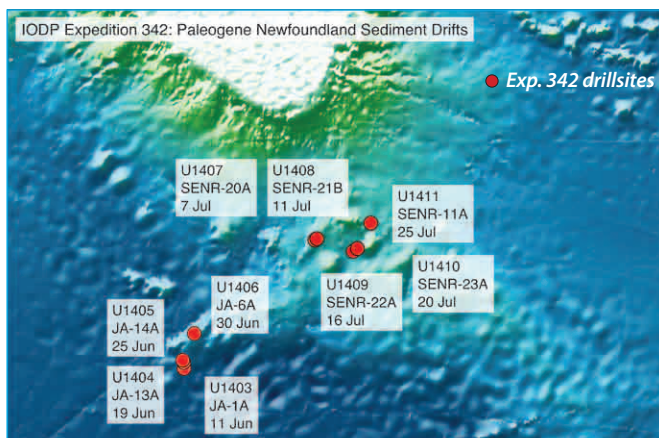 IODP Expedition 342: Paleogene Newfoundland Sediment Drifts
Exp. 342 drillsites
U1407
SENR-20A
7 Jul
U1408
SENR-21B
11 Jul
U1411
SENR-11A
25 Jul
U1410
SENR-23A
20 Jul
U1409
SENR-22A
16 Jul
U1406
JA-6A
30 Jun
U1405
JA-14A
25 Jun
U1404
JA-13A
19 Jun
U1403
JA-1A
11 Jun